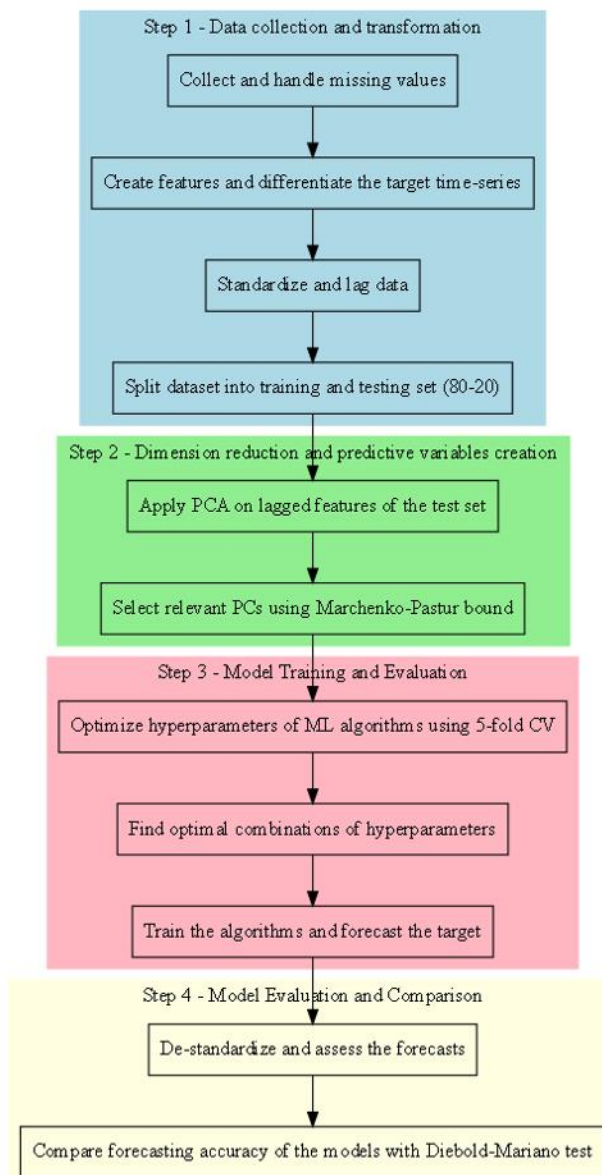 Step 1 - Data collection and transformation
Collect and handle missing values
Create features and differentiate the target time-series
Standardize and lag data
Split dataset into training and testing set (80-20)
Step 2 - Dimension reduction and predictive variables creation
Apply PCA on lagged features of the test set
Select relevant PCs using Marchenko-Pastur bound
Step 3 - Model Training and Evaluation
Optimize hyperparameters of ML algorithms using 5-fold CV
Find optimal combinations of hyperparameters
Train the algorithms and forecast the target
Step 4 - Model Evaluation and Comparison
De-standardize and assess the forecasts
Compare forecasting accuracy of the models with Diebold-Mariano test